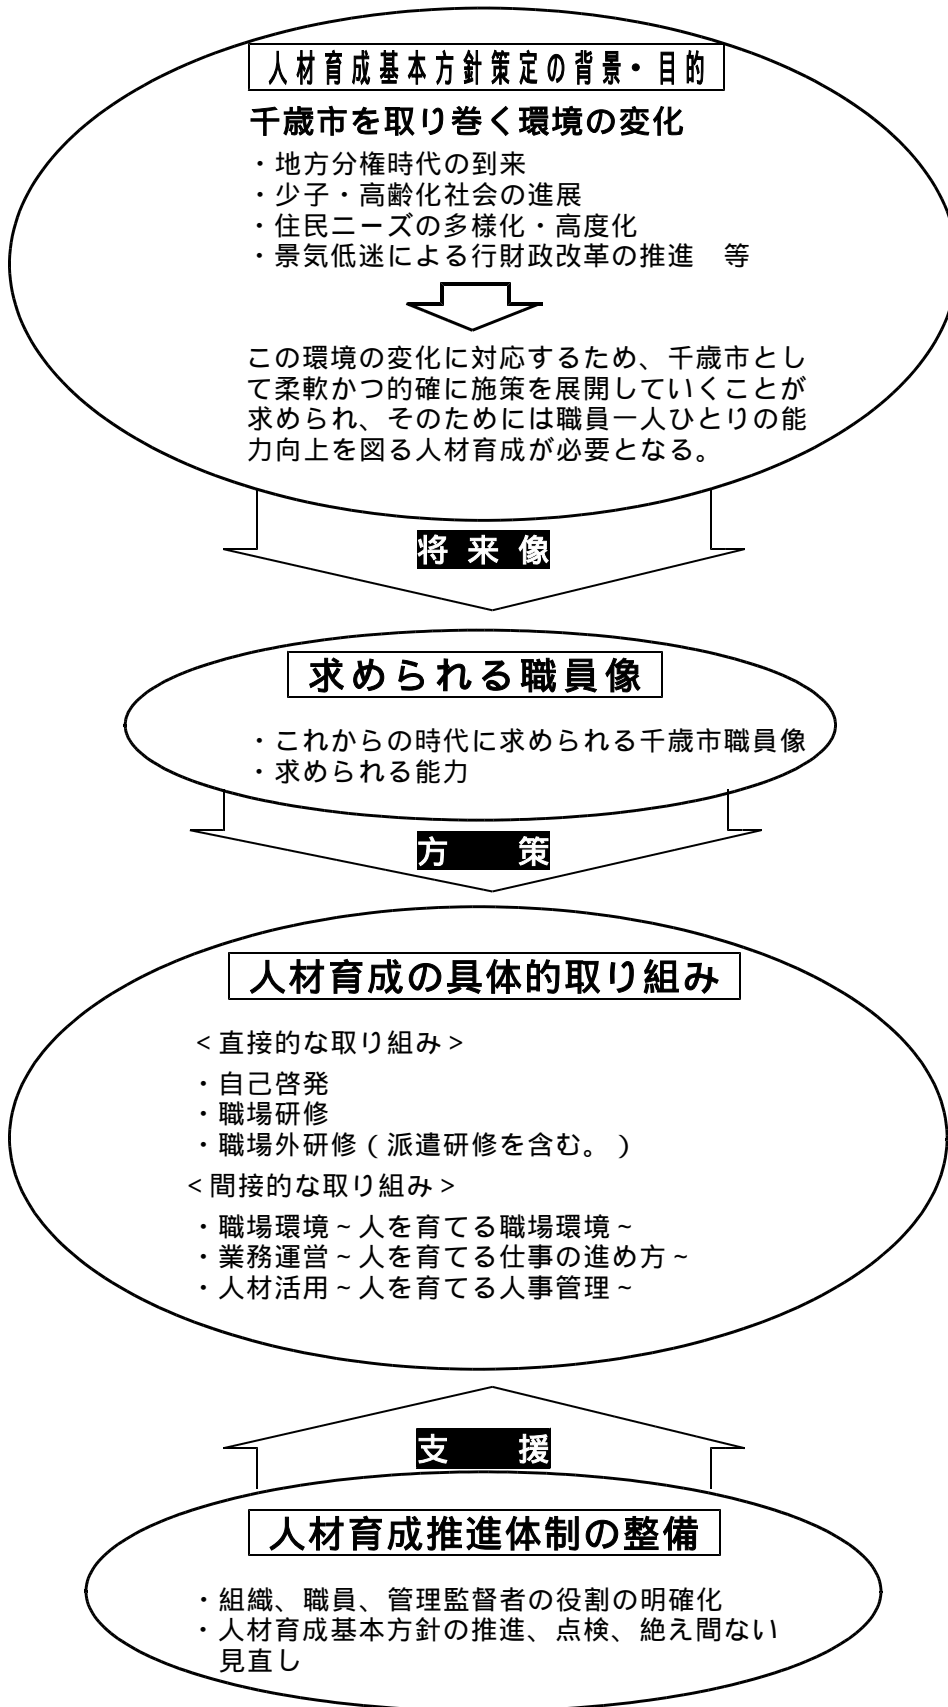 人材育成基本方針策定の背景・目的
千歳市を取り巻く環境の変化
・地方分権時代の到来
・少子・高齢化社会の進展
・住民ニーズの多様化・高度化
・景気低迷による行財政改革の推進　等
この環境の変化に対応するため、千歳市とし
て柔軟かつ的確に施策を展開していくことが
求められ、そのためには職員一人ひとりの能
力向上を図る人材育成が必要となる。
将 来 像
求められる職員像
・これからの時代に求められる千歳市職員像
・求められる能力
方　　策
人材育成の具体的取り組み
＜直接的な取り組み＞
・自己啓発
・職場研修
・職場外研修（派遣研修を含む。）
＜間接的な取り組み＞
・職場環境～人を育てる職場環境～
・業務運営～人を育てる仕事の進め方～
・人材活用～人を育てる人事管理～
支　　援
人材育成推進体制の整備
・組織、職員、管理監督者の役割の明確化
・人材育成基本方針の推進、点検、絶え間ない
見直し